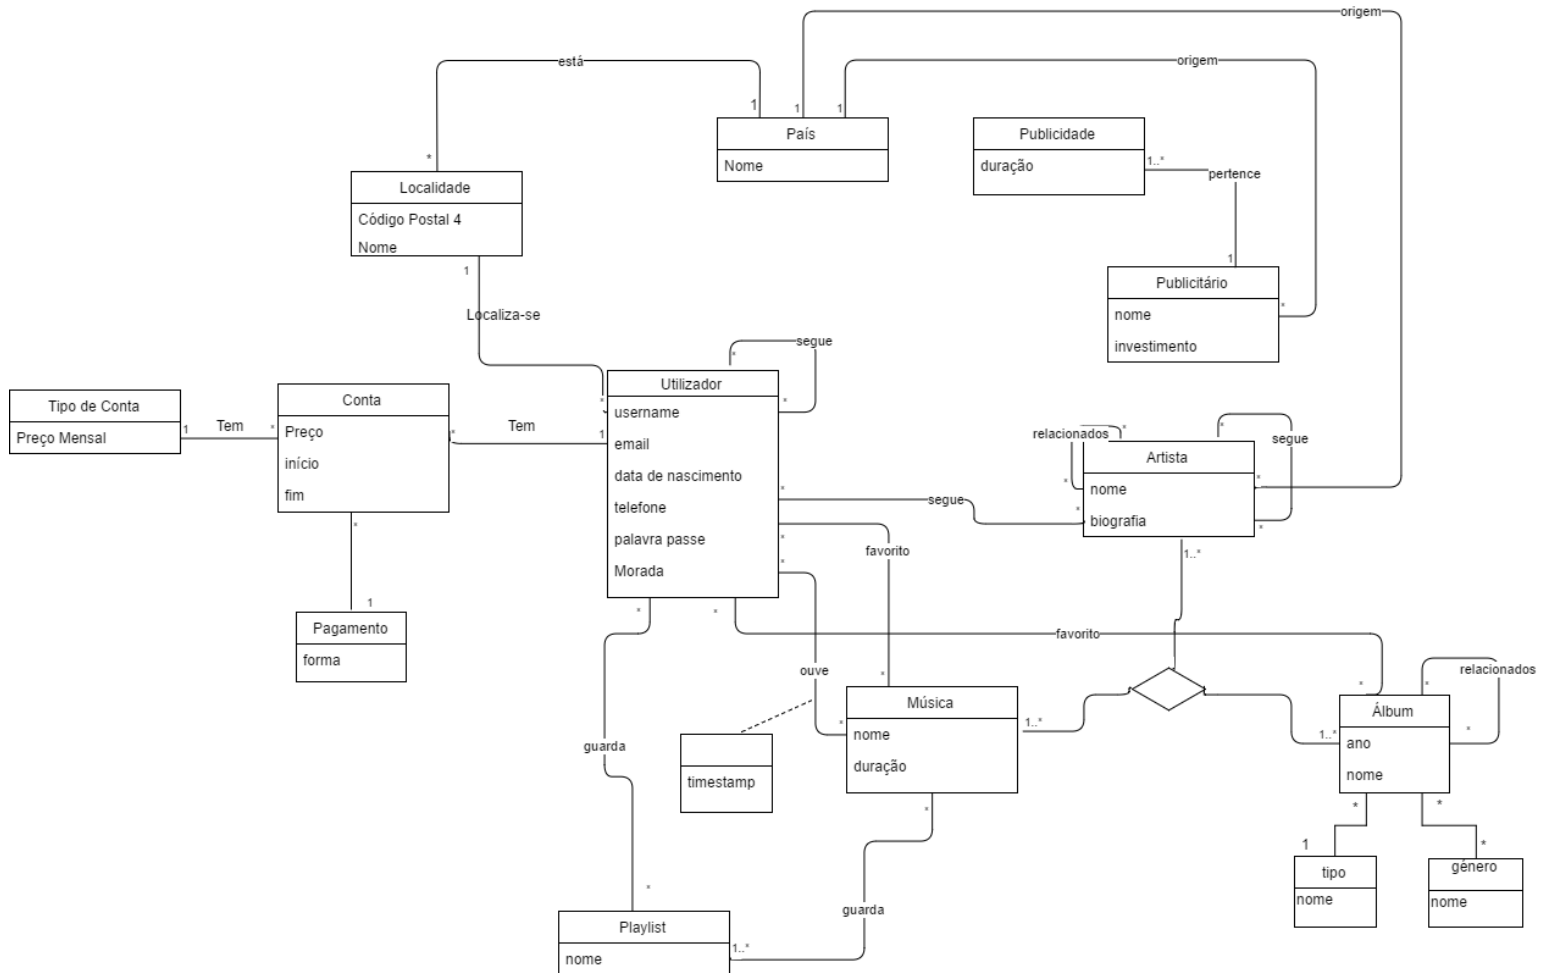 origem
está
origem
1
1
1
País
Nome
Publicidade
duração
1..*
pertence
1
*
Localidade
Código Postal 4
Nome
1
Localiza-se
Publicitário
nome
investimento
*
segue
*
*
Utilizador
username
email
data de nascimento
telefone
palavra passe
Morada
*
1
Tipo de Conta
Preço Mensal
1
Tem
*
Conta
Preço
início
fim
*
Tem
*
1
Pagamento
forma
relacionados
*
*
segue
*
*
*
Artista
nome
biografia
*
segue
*
1..*
favorito
*
*
*
*
favorito
*
ouve
*
*
Música
nome
duração
1..*
1..*
*
relacionados
*
*
Álbum
ano
nome
guarda
timestamp
*
*
*
1
*
tipo
nome
género
nome
*
guarda
1..*
Playlist
nome